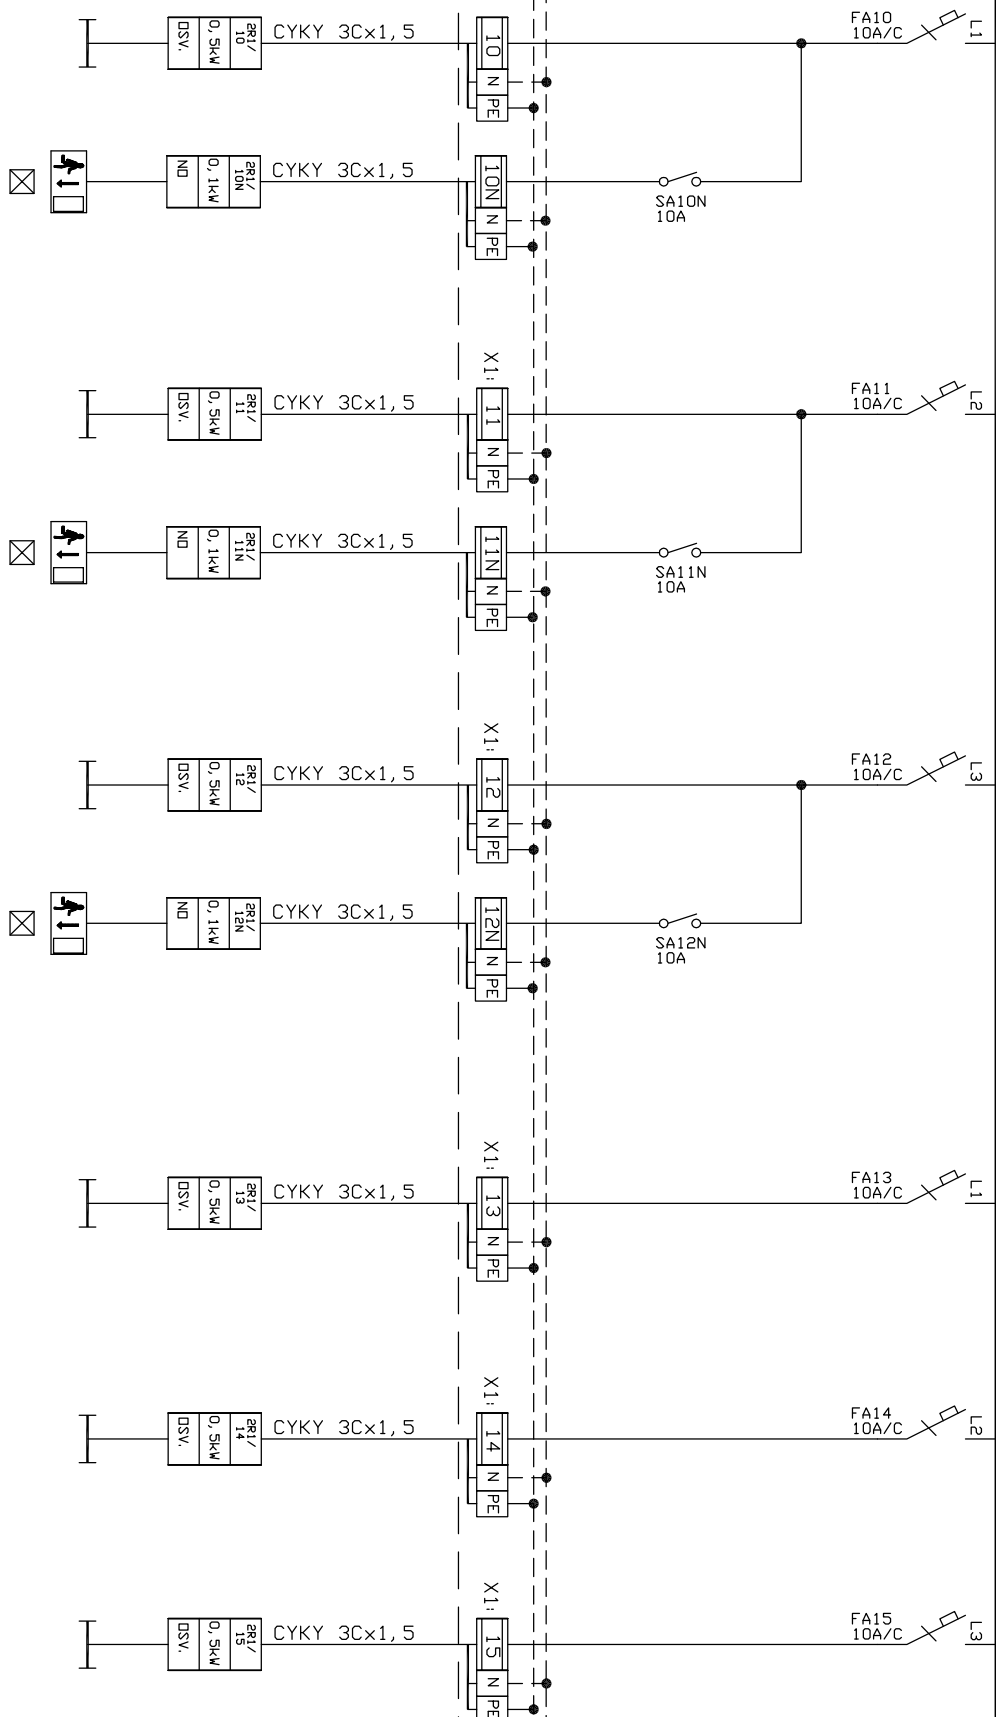 FA10
10A/C
L1
CYKY 3Cx1,5
2R1/
10
0,5kW
OSV.
10
N
PE
CYKY 3Cx1,5
2R1/
10N
0,1kW
NO
10N
N
PE
SA10N
10A
X1:
FA11
10A/C
L2
CYKY 3Cx1,5
2R1/
11
0,5kW
OSV.
11
N
PE
CYKY 3Cx1,5
2R1/
11N
0,1kW
NO
11N
N
PE
SA11N
10A
X1:
FA12
10A/C
L3
CYKY 3Cx1,5
2R1/
12
0,5kW
OSV.
12
N
PE
CYKY 3Cx1,5
2R1/
12N
0,1kW
NO
12N
N
PE
SA12N
10A
X1:
FA13
10A/C
L1
CYKY 3Cx1,5
2R1/
13
0,5kW
OSV.
13
N
PE
X1:
FA14
10A/C
L2
CYKY 3Cx1,5
2R1/
14
0,5kW
OSV.
14
N
PE
X1:
FA15
10A/C
L3
CYKY 3Cx1,5
2R1/
15
0,5kW
OSV.
15
N
PE